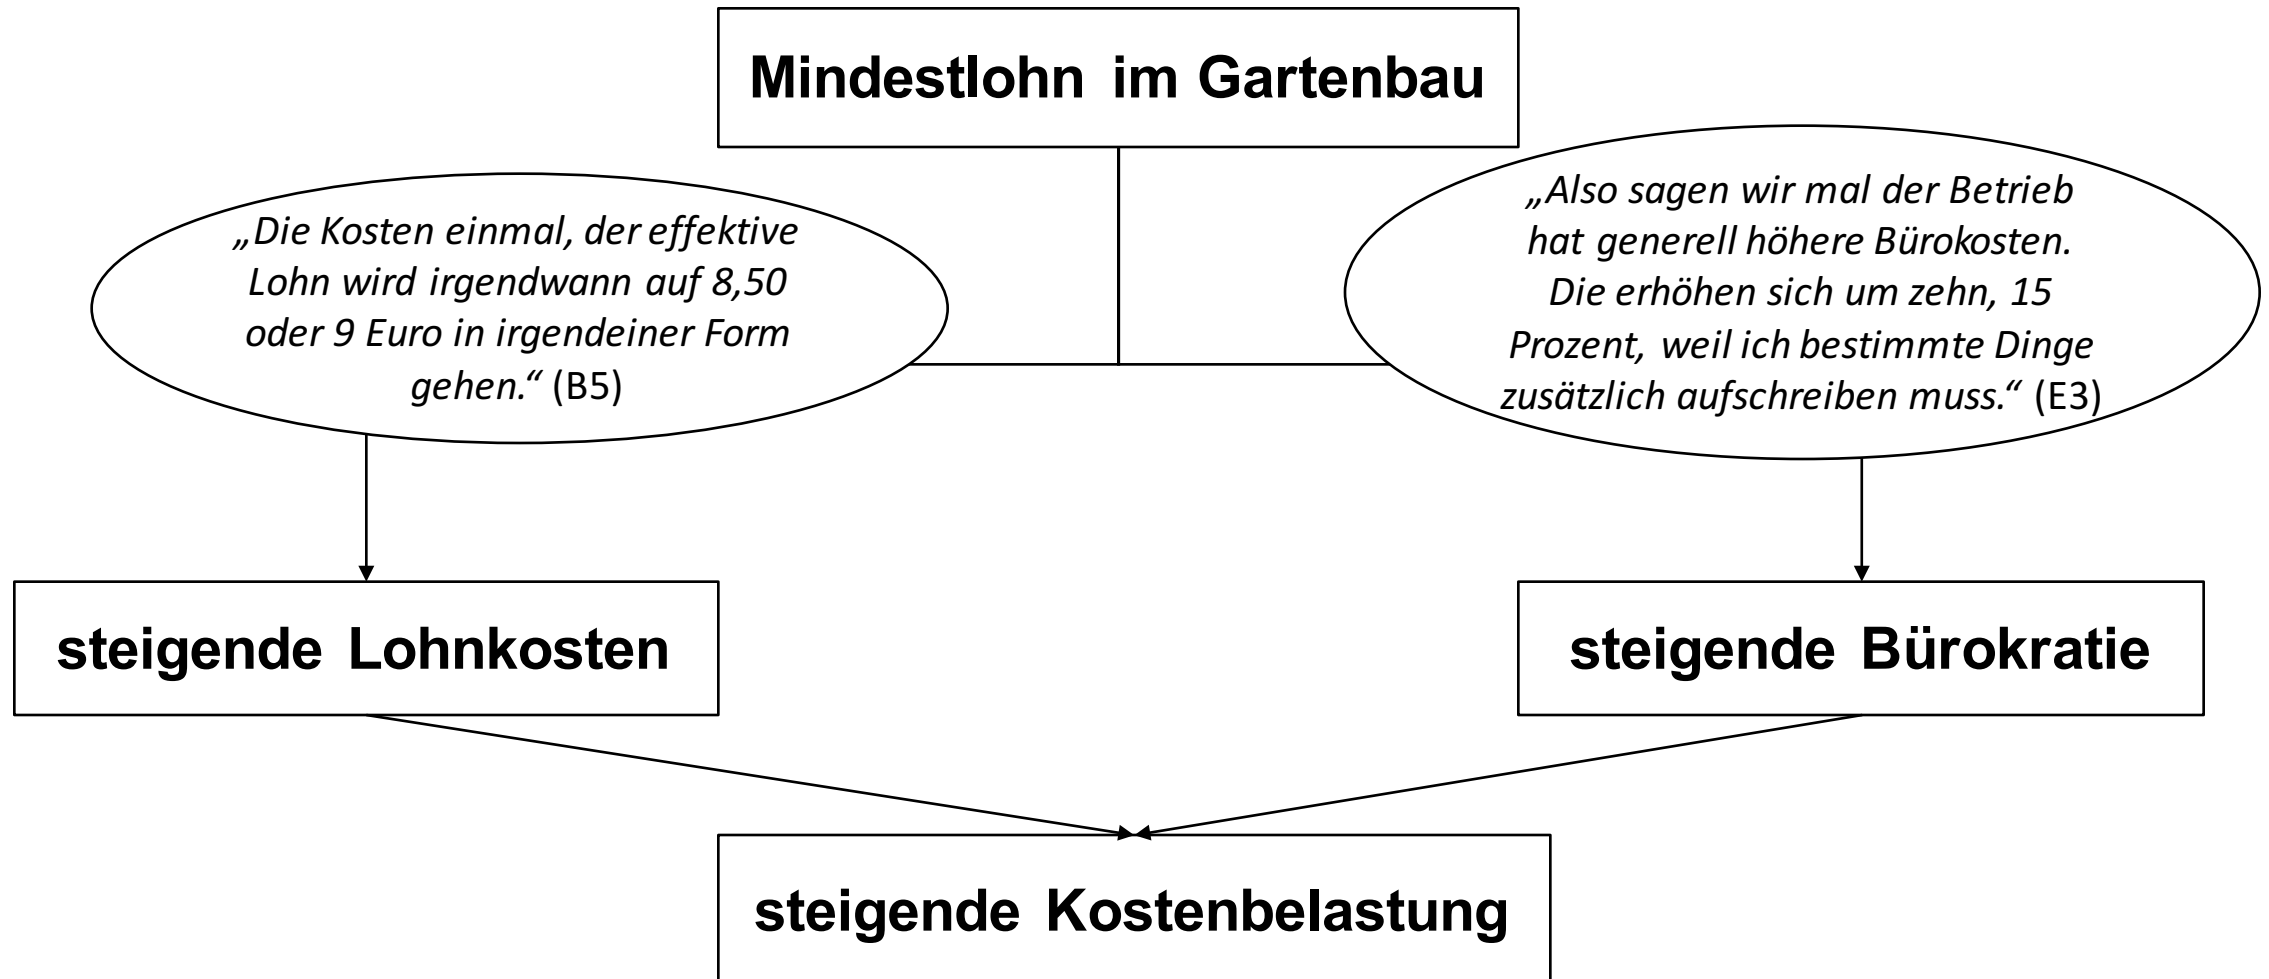 Mindestlohn im Gartenbau
„Die Kosten einmal, der effektive
Lohn wird irgendwann auf 8,50
oder 9 Euro in irgendeiner Form
gehen.“ (B5)
„Also sagen wir mal der Betrieb
hat generell höhere Bürokosten.
Die erhöhen sich um zehn, 15
Prozent, weil ich bestimmte Dinge
zusätzlich aufschreiben muss.“ (E3)
steigende Lohnkosten
steigende Bürokratie
steigende Kostenbelastung